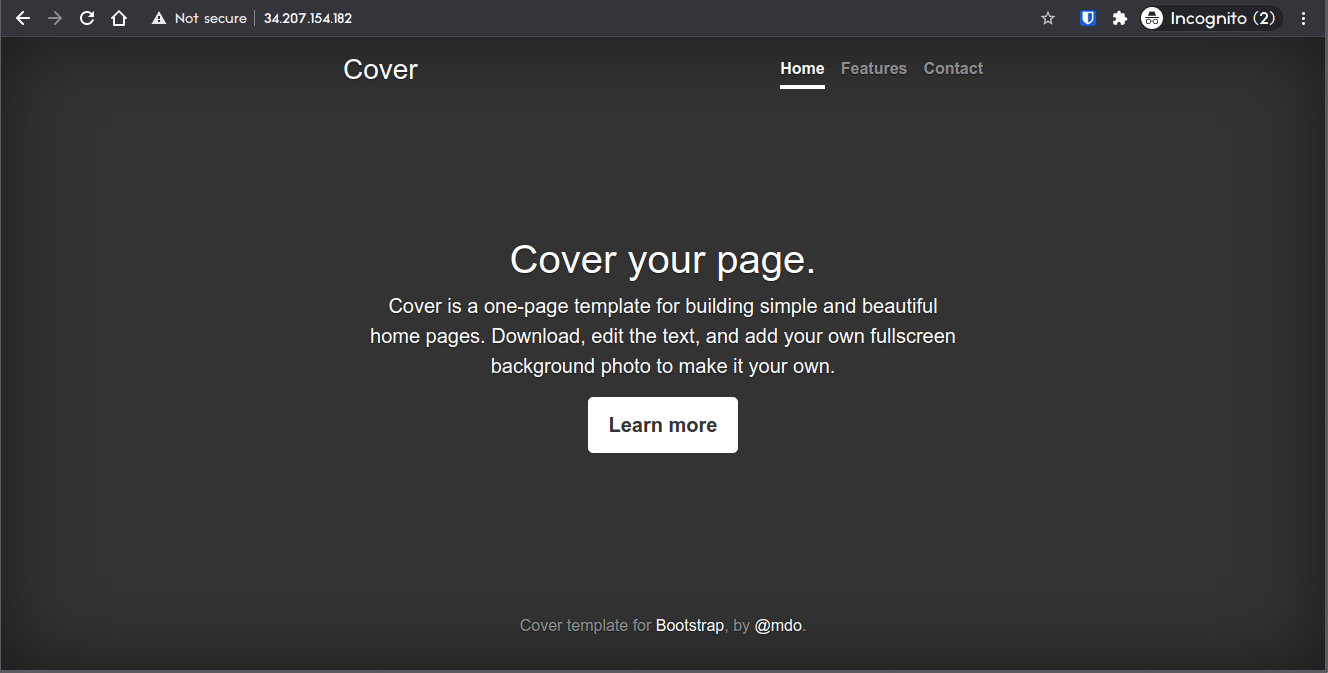 Not secure 34.207.154.182 Incognito (2)
Cover Home Features Contact
Cover your page.
Cover is a one-page template for building simple and beautiful
home pages. Download, edit the text, and add your own fullscreen
background photo to make it your own.
Learn more
Cover template for Bootstrap, by @mdo.